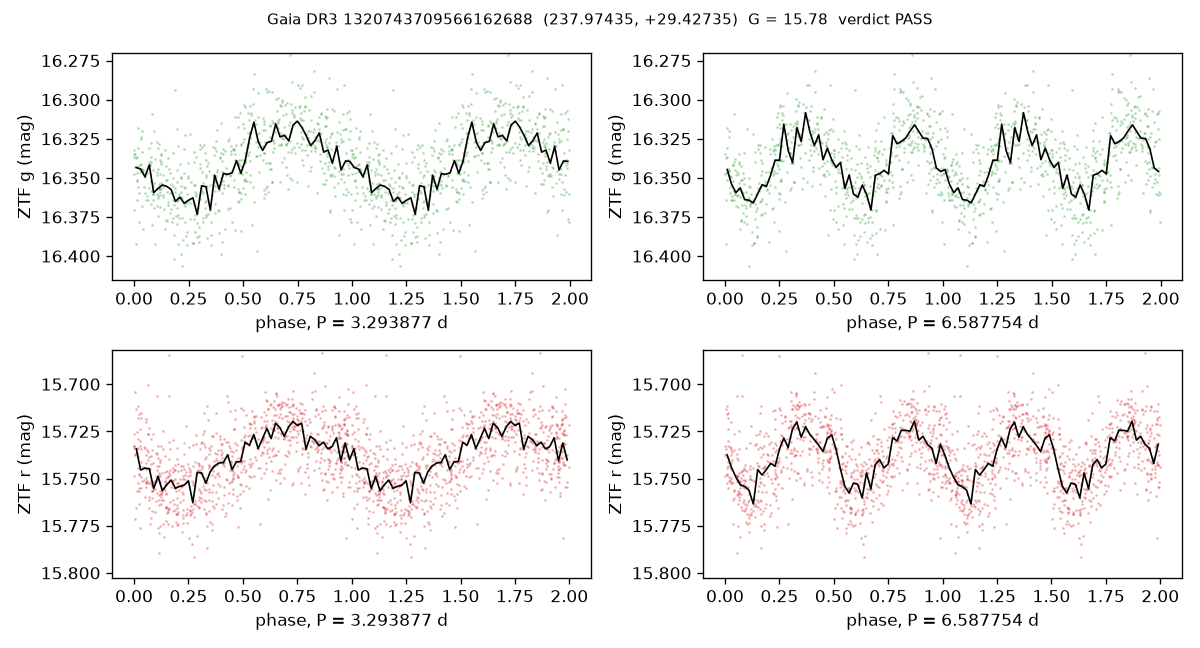 Gaia DR3 1320743709566162688 (237.97435, +29.42735) G = 15.78 verdict PASS
ZTF g (mag)
16.275
16.300
16.325
16.350
16.375
16.400
0.00 0.25 0.50 0.75 1.00 1.25 1.50 1.75 2.00
phase, P = 3.293877 d
ZTF g (mag)
16.275
16.300
16.325
16.350
16.375
16.400
0.00 0.25 0.50 0.75 1.00 1.25 1.50 1.75 2.00
phase, P = 6.587754 d
ZTF r (mag)
15.700
15.725
15.750
15.775
15.800
0.00 0.25 0.50 0.75 1.00 1.25 1.50 1.75 2.00
phase, P = 3.293877 d
ZTF r (mag)
15.700
15.725
15.750
15.775
15.800
0.00 0.25 0.50 0.75 1.00 1.25 1.50 1.75 2.00
phase, P = 6.587754 d